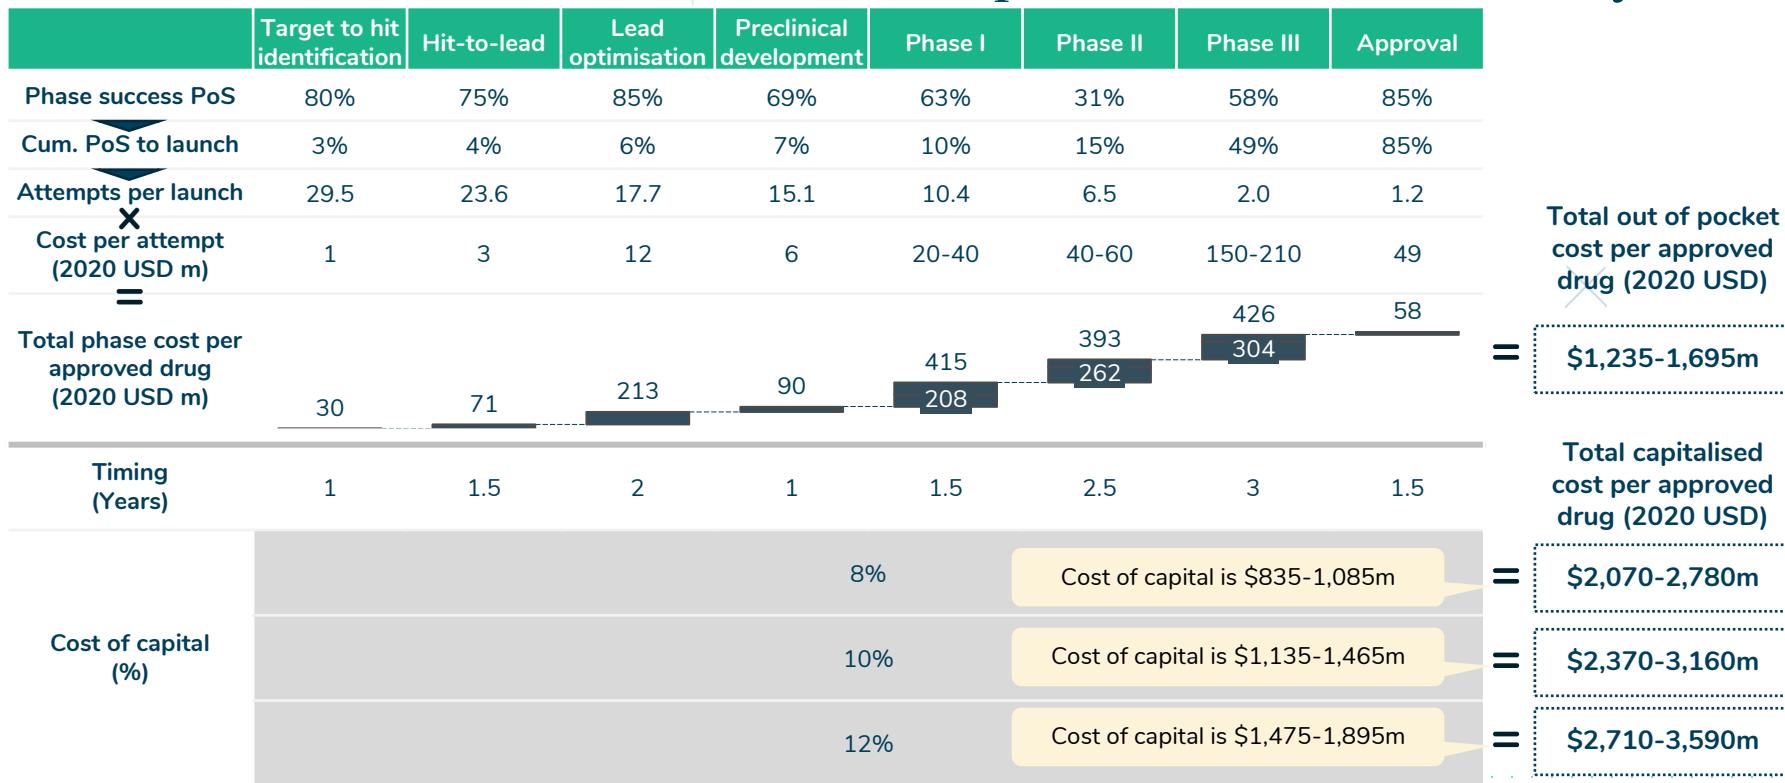 Target to hit identification
Hit-to-lead
Lead optimisation
Preclinical development
Phase I
Phase II
Phase III
Approval
Phase success PoS 80% 75% 85% 69% 63% 31% 58% 85%
Cum. PoS to launch 3% 4% 6% 7% 10% 15% 49% 85%
Attempts per launch 29.5 23.6 17.7 15.1 10.4 6.5 2.0 1.2
×
Cost per attempt
(2020 USD m)
1 3 12 6 20-40 40-60 150-210 49
=
Total phase cost per
approved drug
(2020 USD m)
30 71 213 90 415 393 426 58
208 262 304
Total out of pocket
cost per approved
drug (2020 USD)
= $1,235-1,695m
Timing
(Years)
1 1.5 2 1 1.5 2.5 3 1.5
Total capitalised
cost per approved
drug (2020 USD)
Cost of capital
(%)
8% Cost of capital is $835-1,085m = $2,070-2,780m
10% Cost of capital is $1,135-1,465m = $2,370-3,160m
12% Cost of capital is $1,475-1,895m = $2,710-3,590m